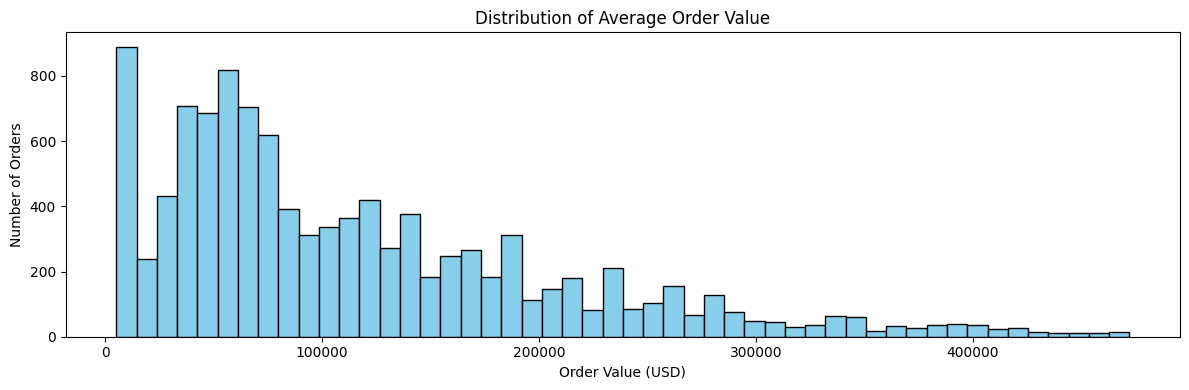 Distribution of Average Order Value
800
600
400
200
0
Number of Orders
0 100000 200000 300000 400000
Order Value (USD)